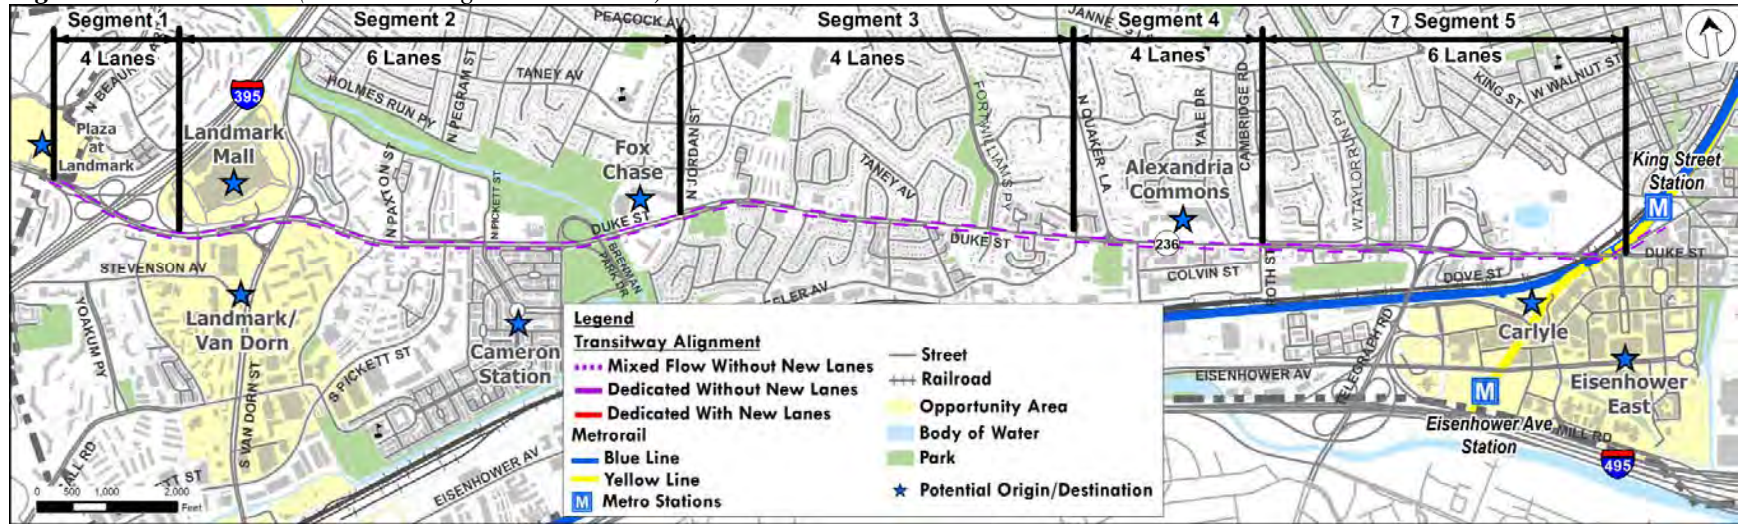 Segment 1
Segment 2
Segment 3
Segment 4
7 Segment 5
4 Lanes
6 Lanes
4 Lanes
4 Lanes
6 Lanes
PEACOCK AV
TANEY AV
HOLMES RUN PY
N PEGRAM ST
N JORDAN ST
395
Plaza
at
Landmark
Landmark
Mall
N PAXTON ST
N PICKETT ST
Fox
Chase
DUKE ST
BRENMAN
PARK DR
TANEY AV
FORT WILLIAMS PY
DUKE ST
N QUAKER LA
YALE DR
CAMBRIDGE RD
Alexandria
Commons
236
COLVIN ST
ROTH ST
W TAYLOR RUN PY
KING ST
W WALNUT ST
King Street
Station
M
DUKE ST
DOVE ST
TELEGRAPH RD
Carlyle
EISENHOWER AV
M
Eisenhower
East
Eisenhower Ave
Station
MILL RD
495
STEVENSON AV
YOAKUM PY
Landmark/
Van Dorn
S VAN DORN ST
S PICKETT ST
Cameron
Station
EISENHOWER AV
0 500 1,000 2,000
Feet
Legend
Transitway Alignment
Mixed Flow Without New Lanes
Dedicated Without New Lanes
Dedicated With New Lanes
Metrorail
Blue Line
Yellow Line
M Metro Stations
Street
Railroad
Opportunity Area
Body of Water
Park
Potential Origin/Destination